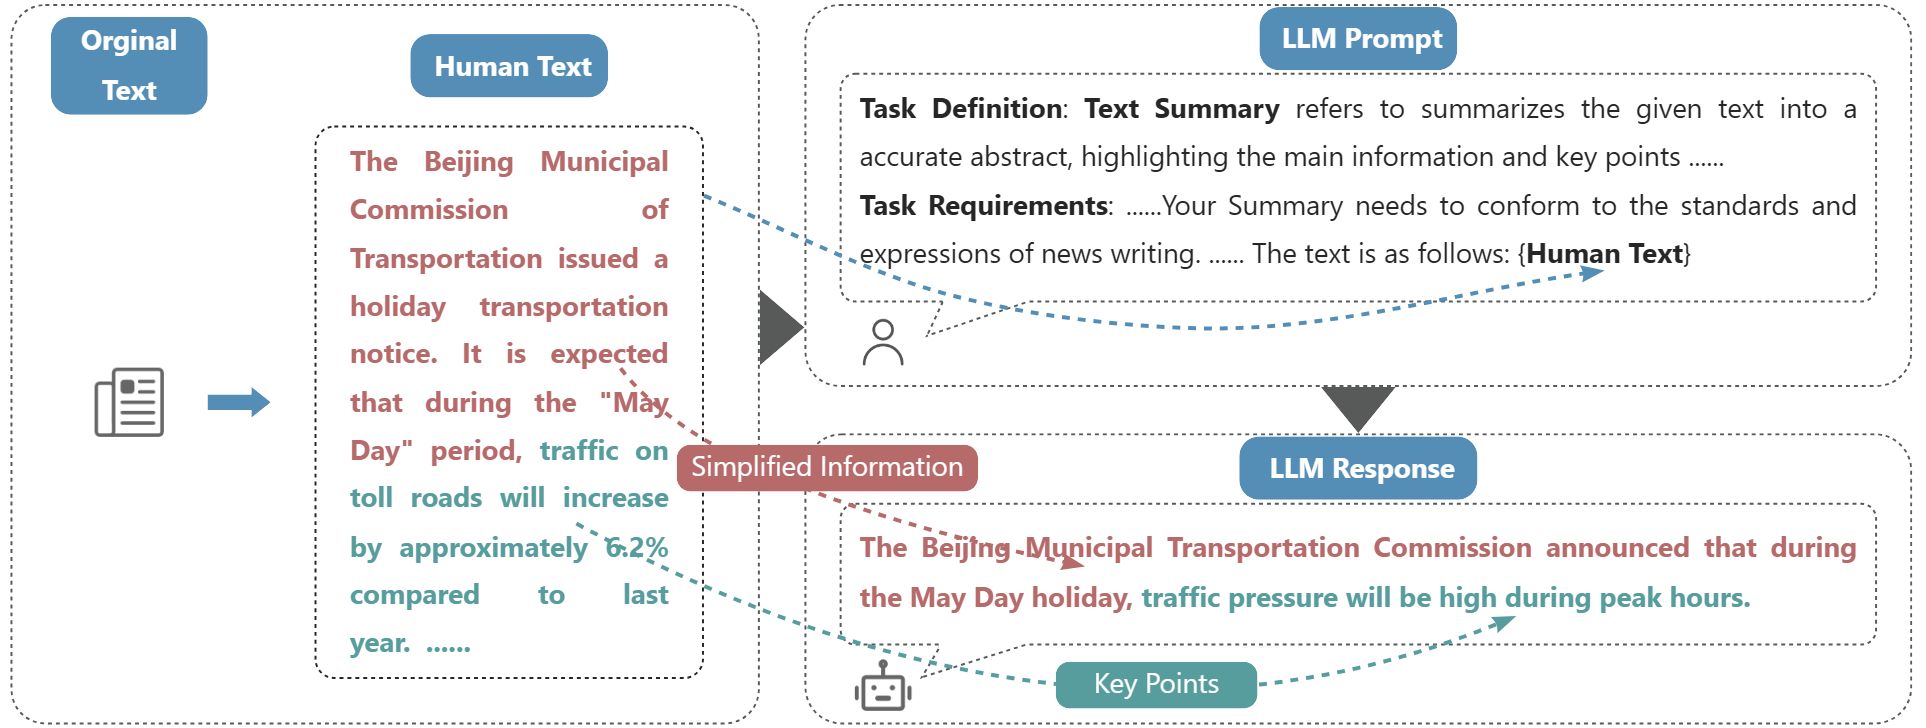 Orginal
Text
Human Text
The Beijing Municipal
Commission of
Transportation issued a
holiday transportation
notice. It is expected
that during the "May
Day" period, traffic on
toll roads will increase
by approximately 6.2%
compared to last
year. ......
LLM Prompt
Task Definition: Text Summary refers to summarizes the given text into a
accurate abstract, highlighting the main information and key points ......
Task Requirements: ......Your Summary needs to conform to the standards and
expressions of news writing. ...... The text is as follows: {Human Text}
Simplified Information
LLM Response
The Beijing Municipal Transportation Commission announced that during
the May Day holiday, traffic pressure will be high during peak hours.
Key Points